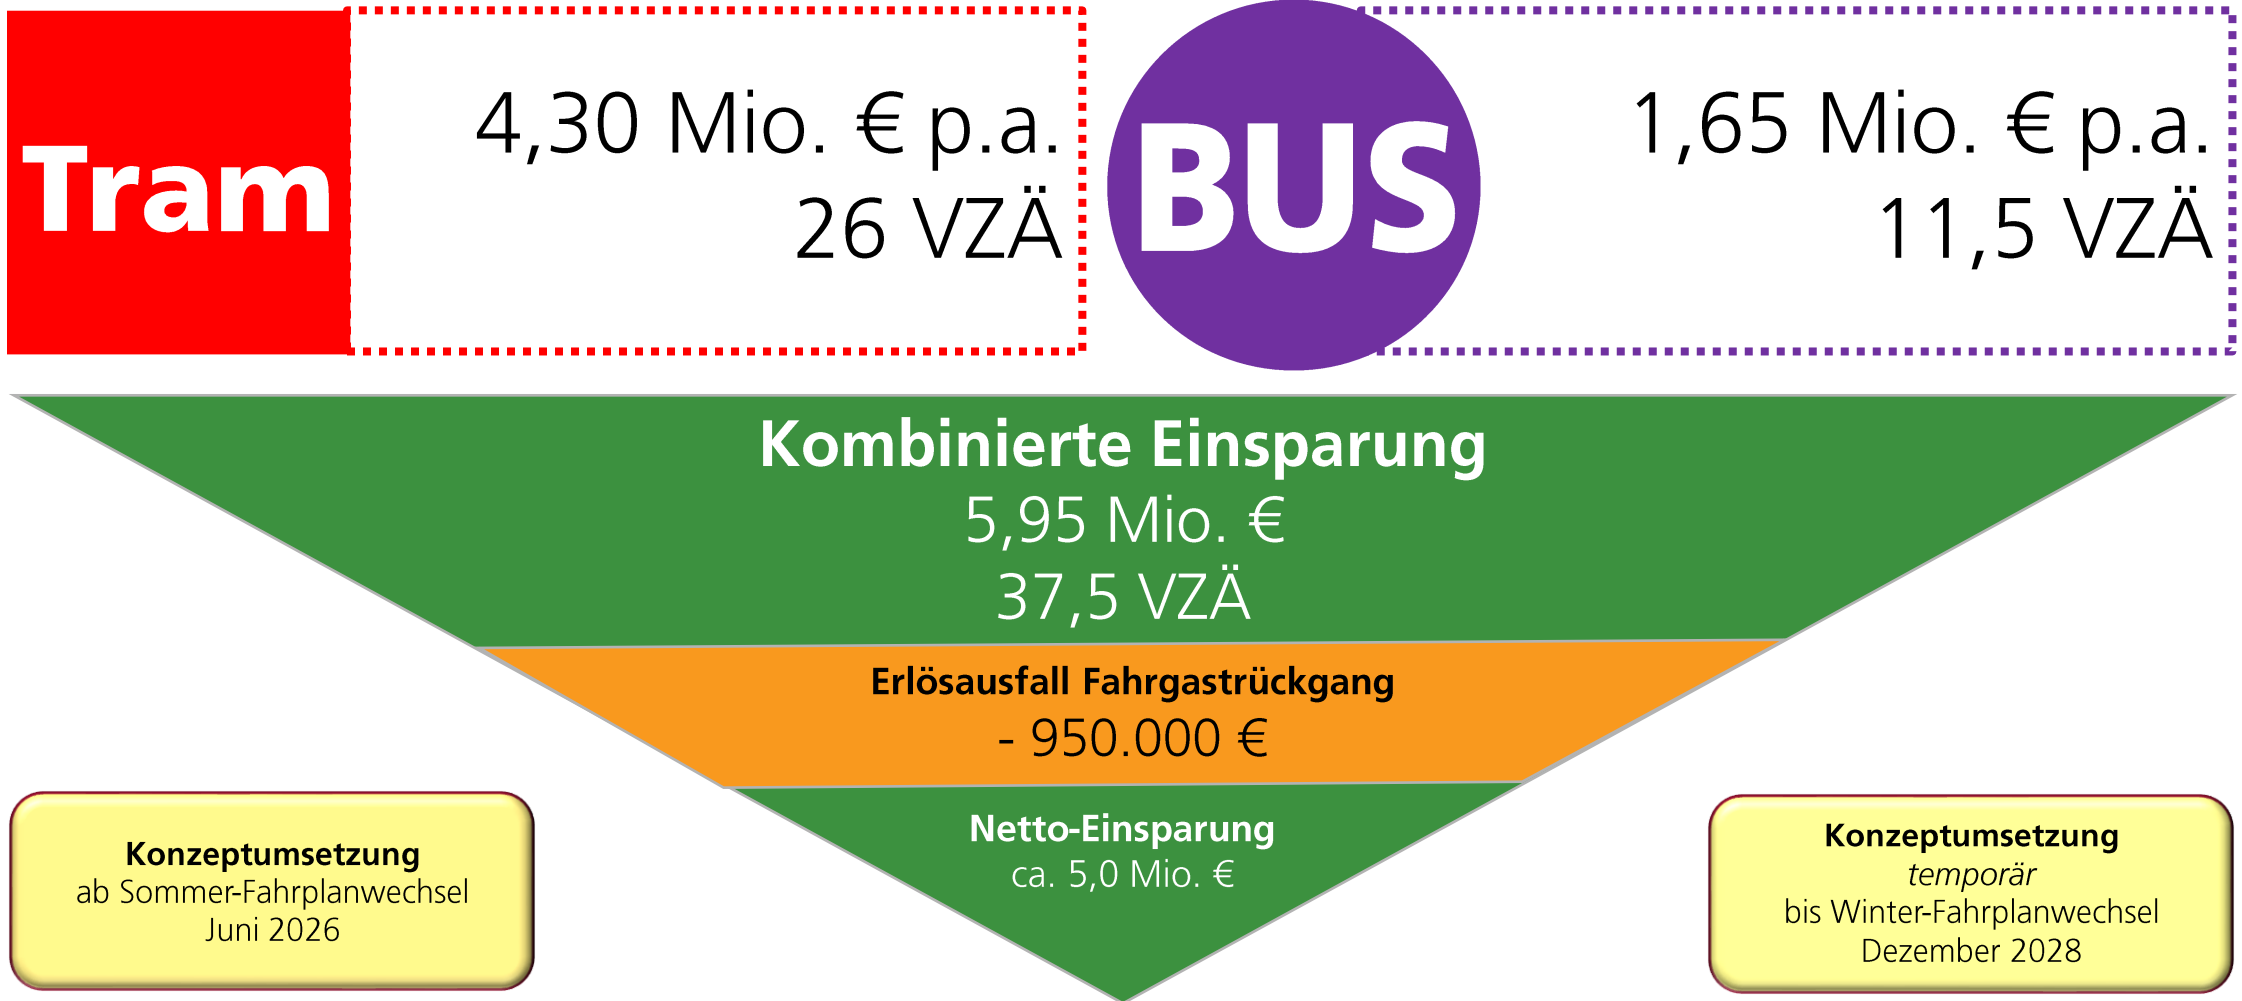 Tram
4,30 Mio. € p.a.
26 VZÄ
BUS
1,65 Mio. € p.a.
11,5 VZÄ
Kombinierte Einsparung
5,95 Mio. €
37,5 VZÄ
Erlösausfall Fahrgastrückgang
- 950.000 €
Netto-Einsparung
ca. 5,0 Mio. €
Konzeptumsetzung
ab Sommer-Fahrplanwechsel
Juni 2026
Konzeptumsetzung
temporär
bis Winter-Fahrplanwechsel
Dezember 2028